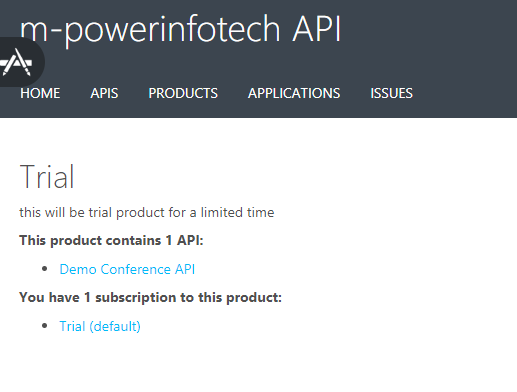 m-powerinfotech API
HOME APIS PRODUCTS APPLICATIONS ISSUES
Trial
this will be trial product for a limited time
This product contains 1 API:
Demo Conference API
You have 1 subscription to this product:
Trial (default)